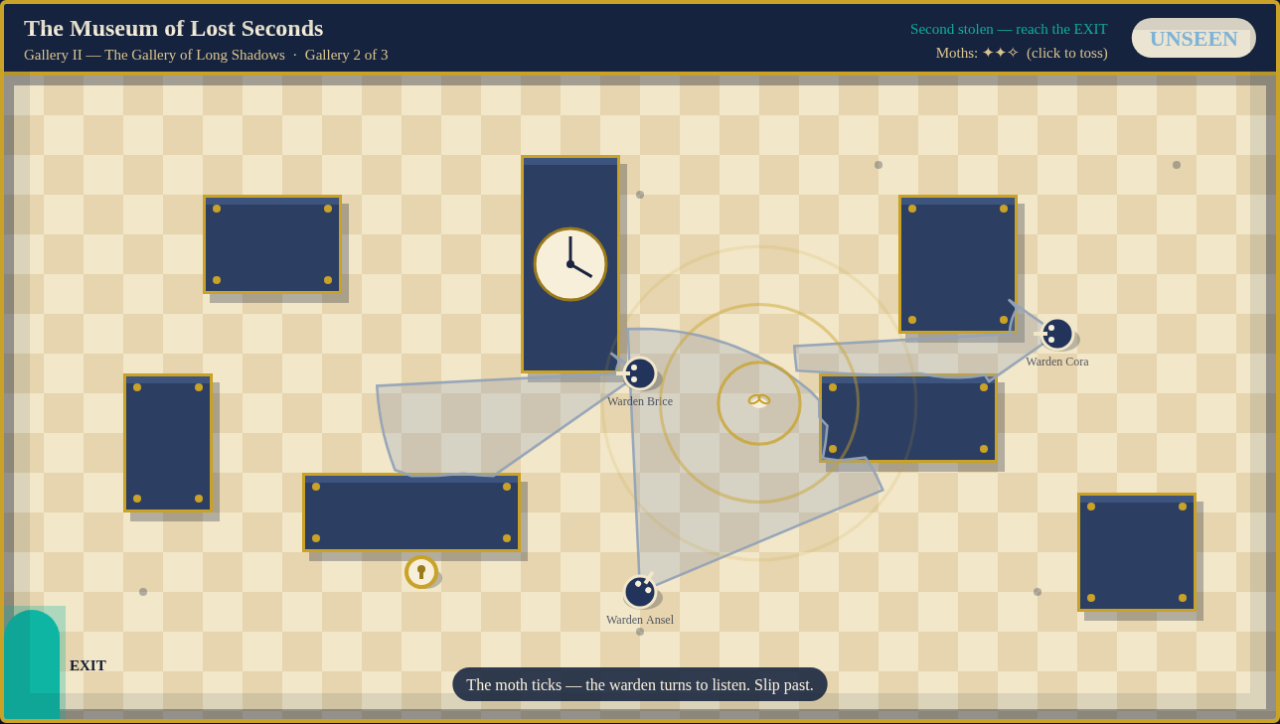 The Museum of Lost Seconds
Gallery II — The Gallery of Long Shadows · Gallery 2 of 3
Second stolen — reach the EXIT
Moths: ✦✦✧ (click to toss)
UNSEEN
Warden Cora
Warden Brice
Warden Ansel
EXIT
The moth ticks — the warden turns to listen. Slip past.